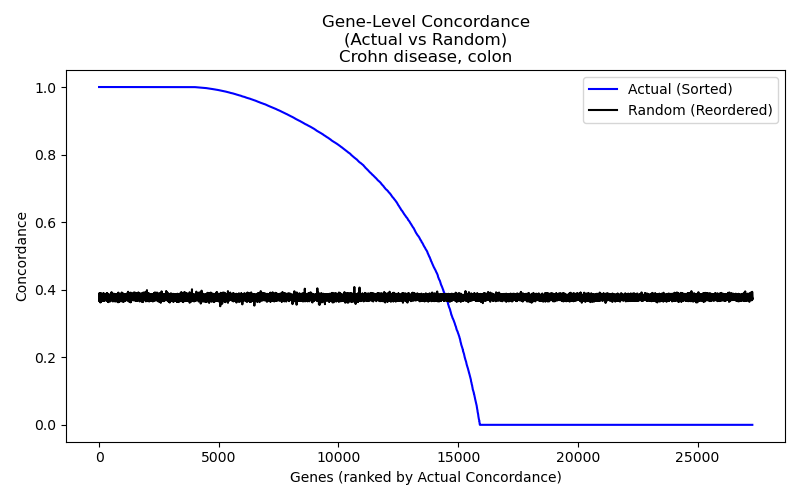 Gene-Level Concordance
(Actual vs Random)
Crohn disease, colon
Actual (Sorted)
Random (Reordered)
Concordance
1.0
0.8
0.6
0.4
0.2
0.0
0 5000 10000 15000 20000 25000
Genes (ranked by Actual Concordance)